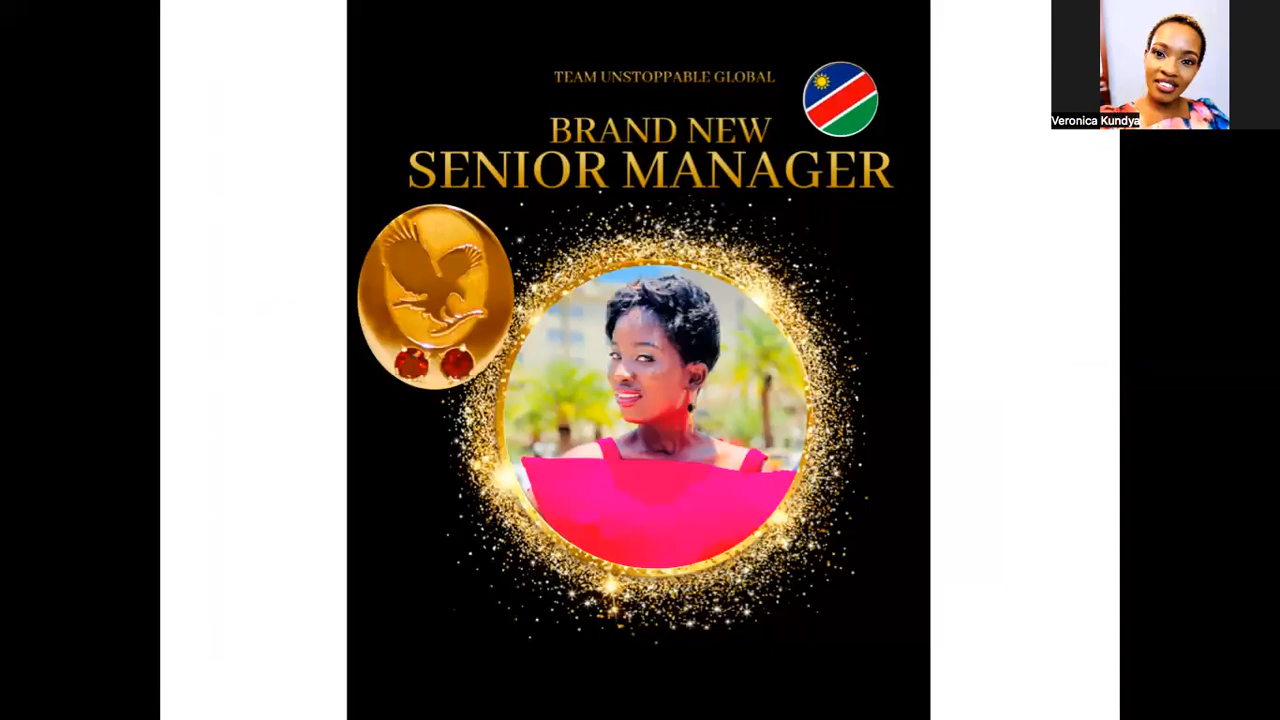 TEAM UNSTOPPABLE GLOBAL
BRAND NEW
SENIOR MANAGER
Veronica Kundya